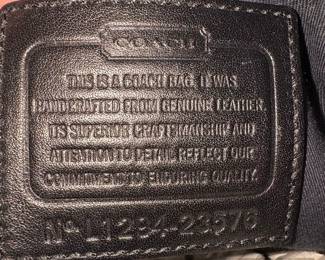 COACH
THIS IS A COACH BAG. IT WAS
HANDCRAFTED FROM GENUINE LEATHER.
ITS SUPERIOR CRAFTSMANSHIP AND
ATTENTION TO DETAIL REFLECT OUR
COMMITMENT TO ENDURING QUALITY.
No L1294-23576